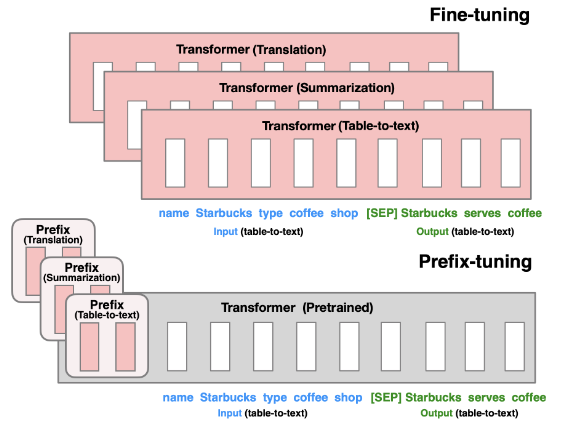 Fine-tuning
Transformer (Translation)
Transformer (Summarization)
Transformer (Table-to-text)
name Starbucks type coffee shop [SEP] Starbucks serves coffee
Input (table-to-text) Output (table-to-text)
Prefix-tuning
Prefix
(Translation)
Prefix
(Summarization)
Prefix
(Table-to-text)
Transformer (Pretrained)
name Starbucks type coffee shop [SEP] Starbucks serves coffee
Input (table-to-text) Output (table-to-text)